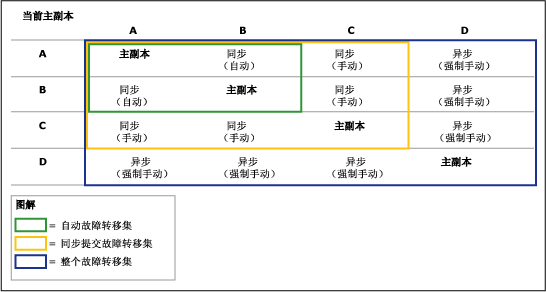 当前主副本
A B C D
A 主副本 同步 同步 异步
（自动） （手动） （强制手动）
B 同步 主副本 同步 异步
（自动） （手动） （强制手动）
C 同步 同步 主副本 异步
（手动） （手动） （强制手动）
D 异步 异步 异步 主副本
（强制手动） （强制手动） （强制手动）
图解
= 自动故障转移集
= 同步提交故障转移集
= 整个故障转移集